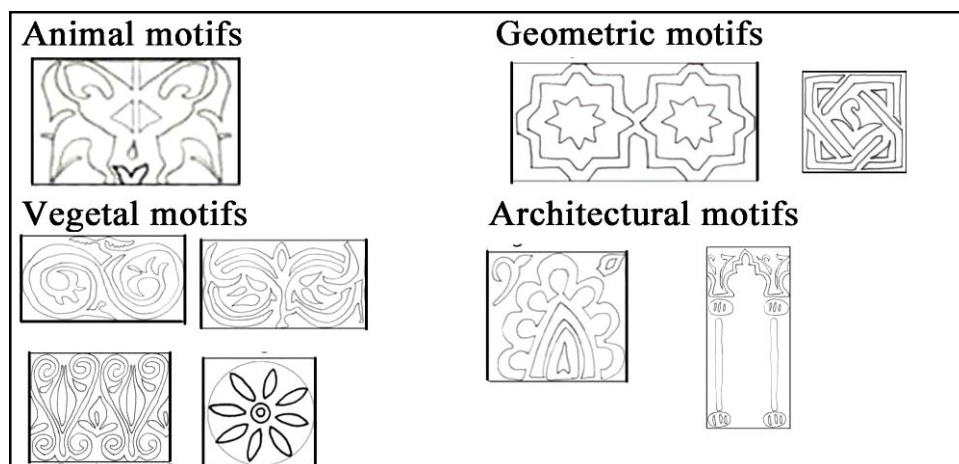 Animal motifs
Geometric motifs
Vegetal motifs
Architectural motifs